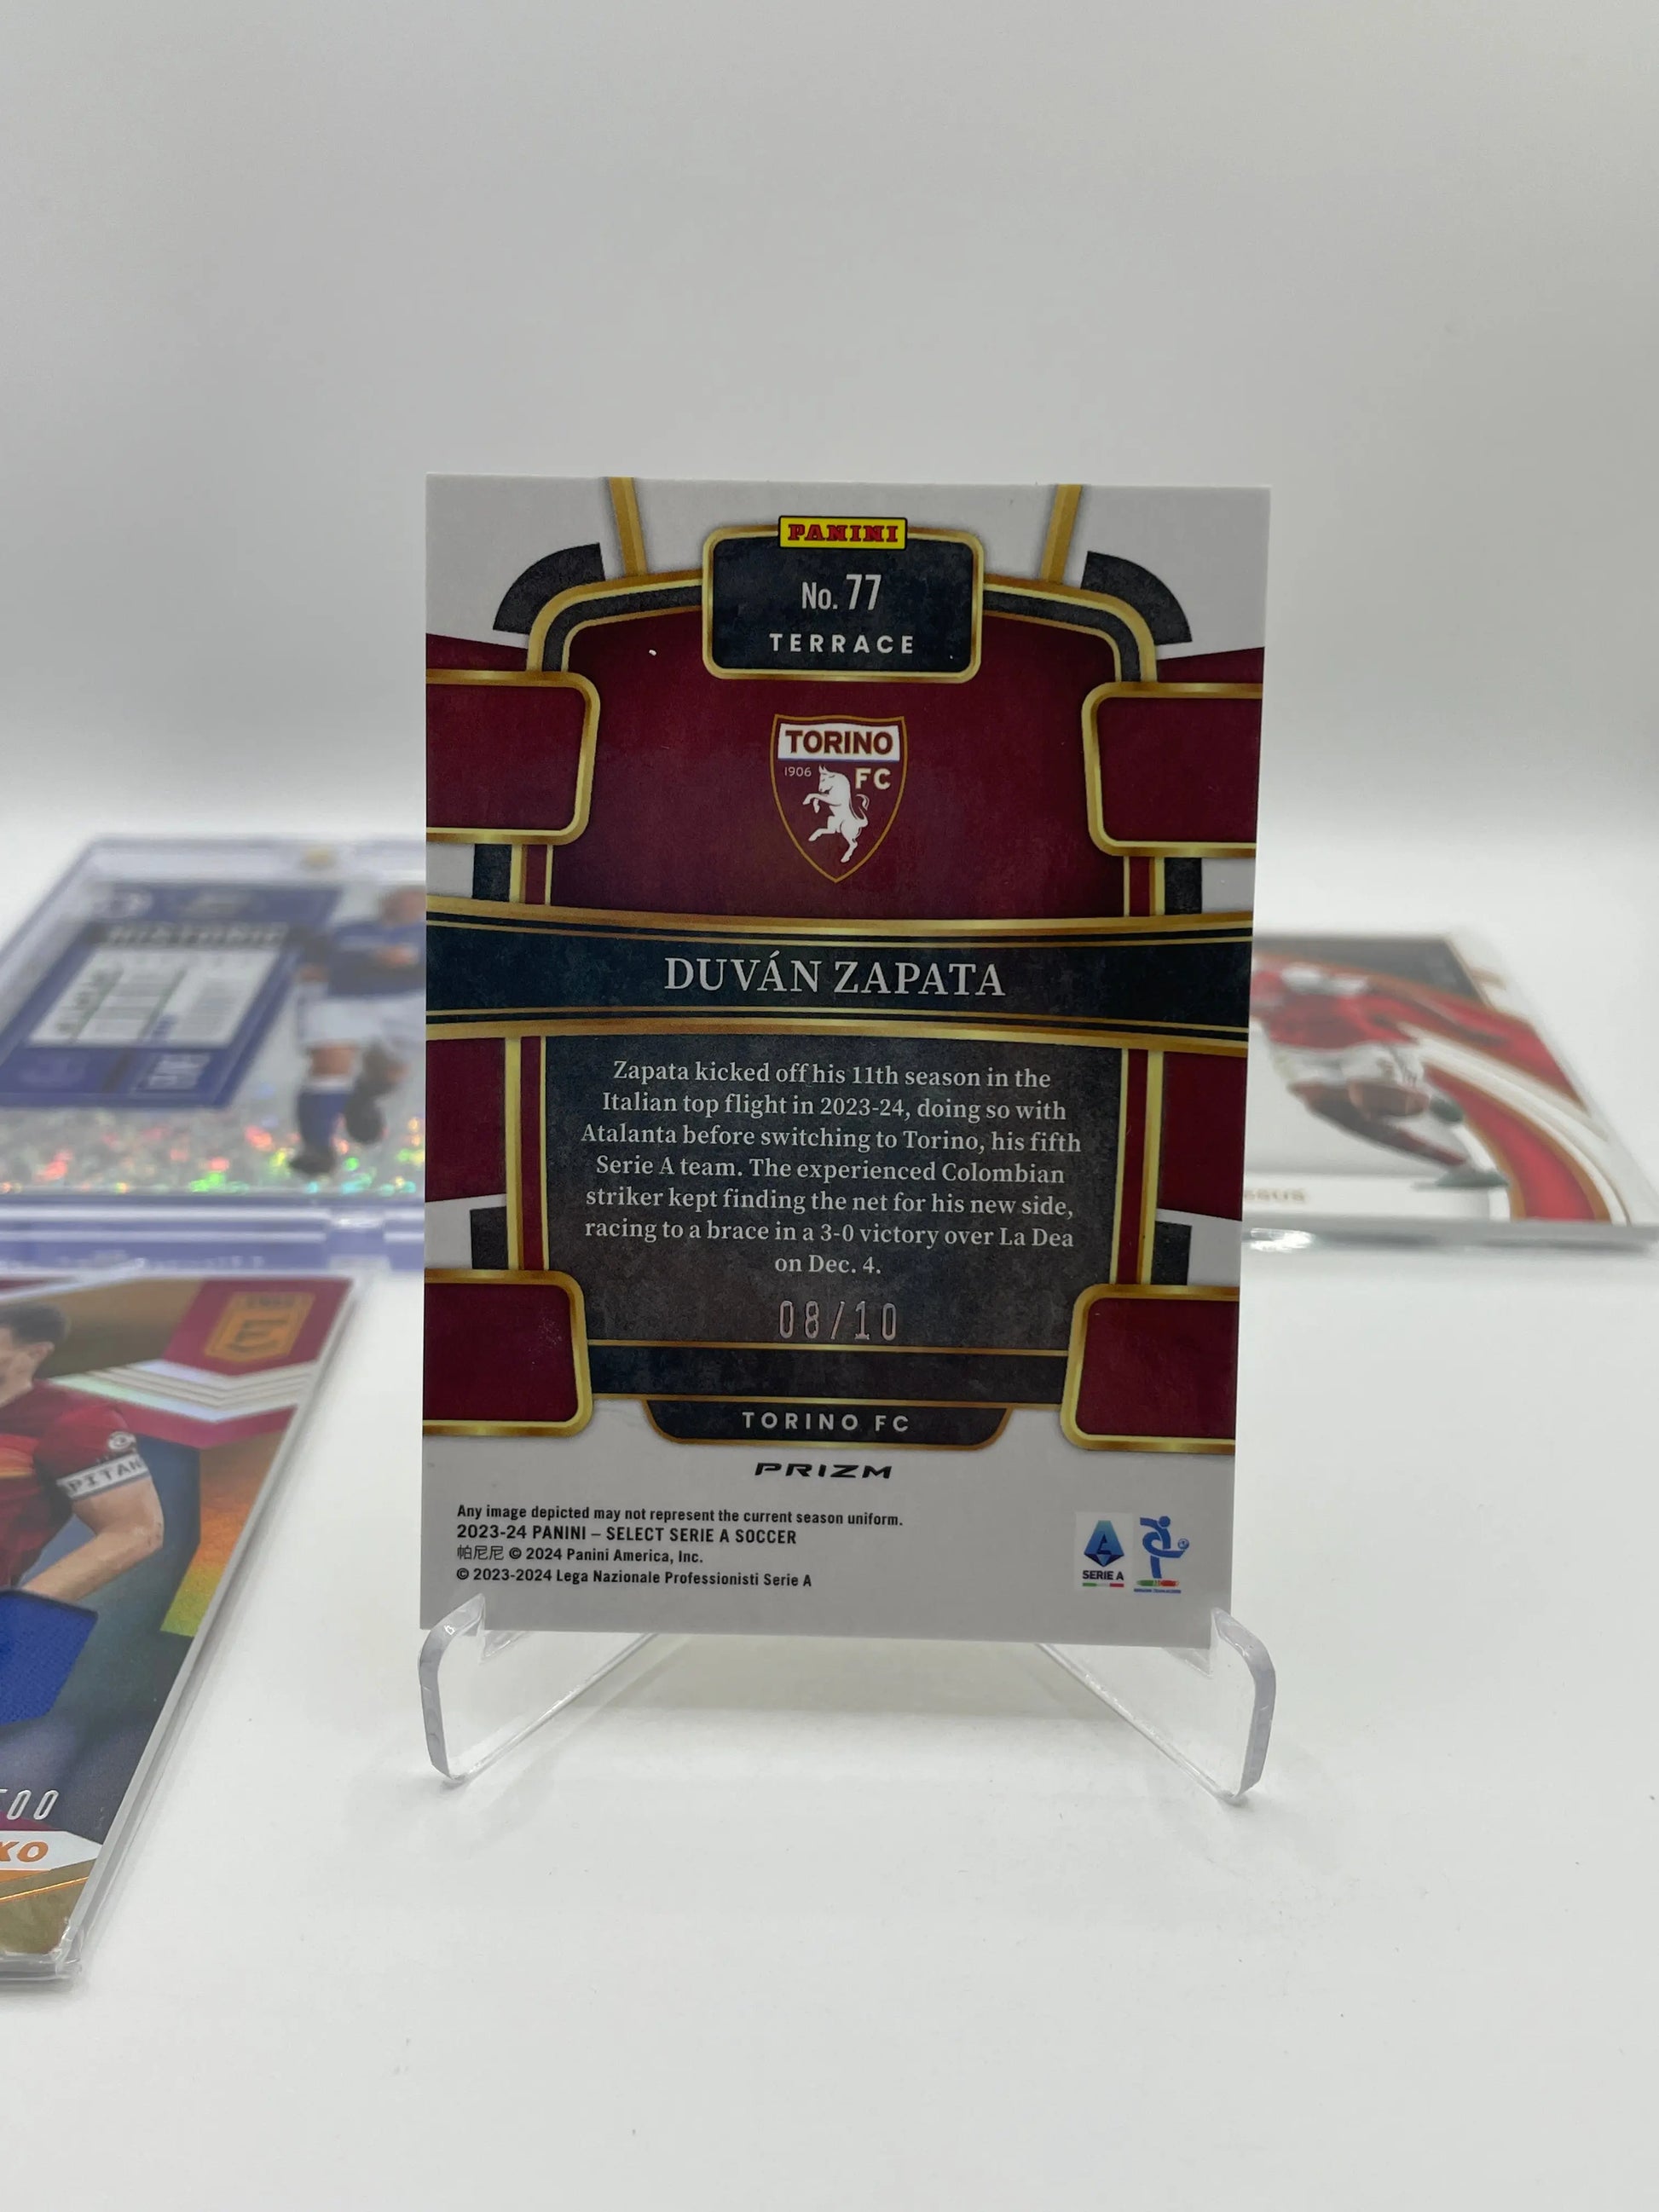 PANINI
No. 77
TERRACE
TORINO
1906 FC
DUVÁN ZAPATA
Zapata kicked off his 11th season in the
Italian top flight in 2023-24, doing so with
Atalanta before switching to Torino, his fifth
Serie A team. The experienced Colombian
striker kept finding the net for his new side,
racing to a brace in a 3-0 victory over La Dea
on Dec. 4.
08/10
TORINO FC
PRIZM
Any image depicted may not represent the current season uniform.
2023-24 PANINI – SELECT SERIE A SOCCER
帕尼尼 © 2024 Panini America, Inc.
© 2023-2024 Lega Nazionale Professionisti Serie A
SERIE A
HISTORIC
PITAN
00
KO